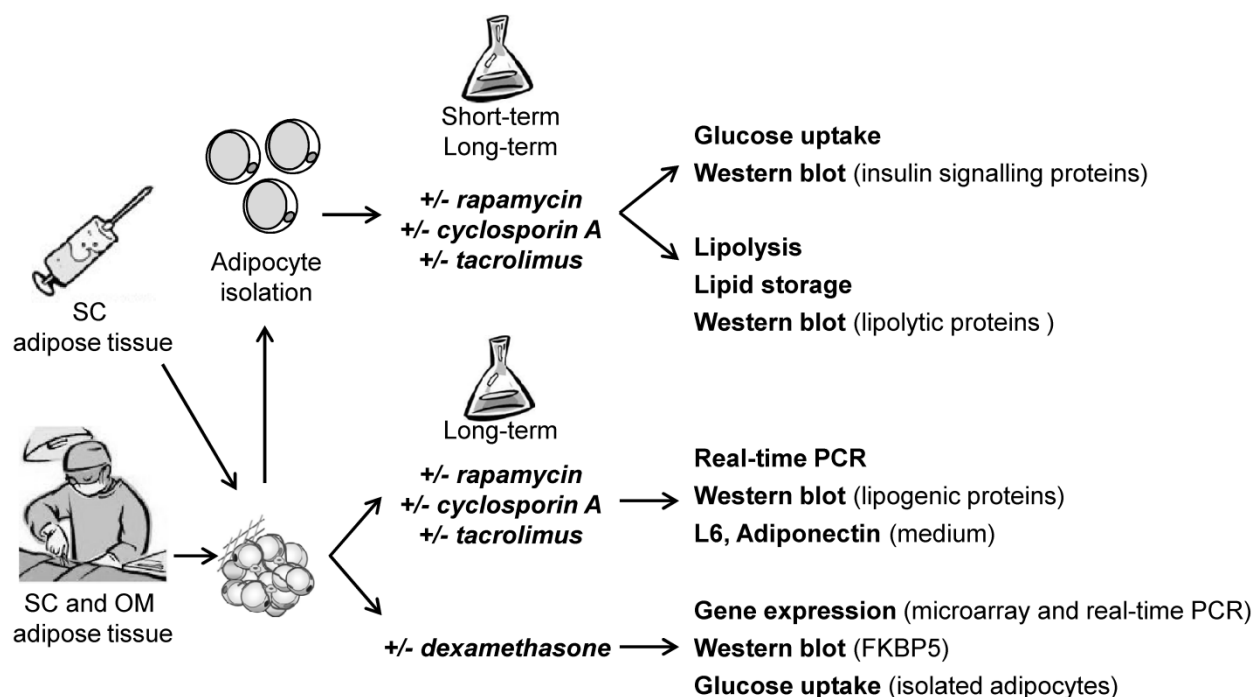 SC
adipose tissue
SC and OM
adipose tissue
Adipocyte
isolation
Short-term
Long-term
+/- rapamycin
+/- cyclosporin A
+/- tacrolimus
Glucose uptake
Western blot (insulin signalling proteins)
Lipolysis
Lipid storage
Western blot (lipolytic proteins )
Long-term
+/- rapamycin
+/- cyclosporin A
+/- tacrolimus
Real-time PCR
Western blot (lipogenic proteins)
L6, Adiponectin (medium)
+/- dexamethasone
Gene expression (microarray and real-time PCR)
Western blot (FKBP5)
Glucose uptake (isolated adipocytes)